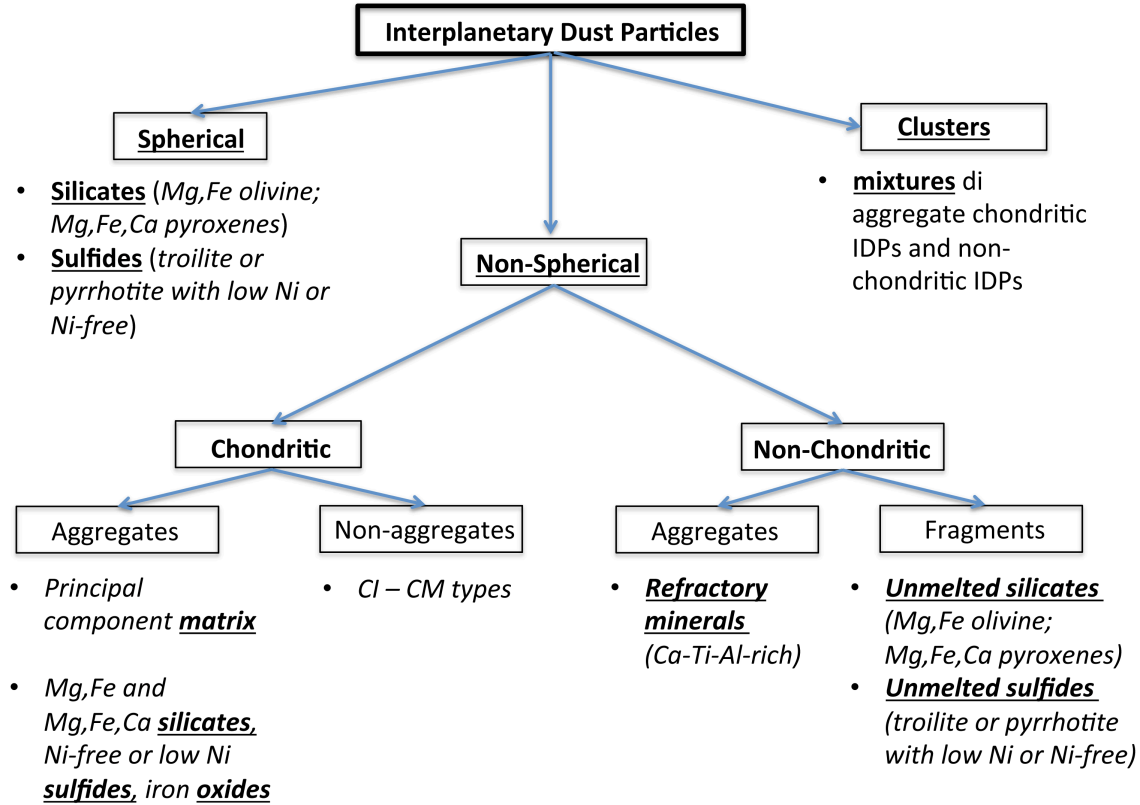 Interplanetary Dust Particles
Spherical
• Silicates (Mg,Fe olivine;
Mg,Fe,Ca pyroxenes)
• Sulfides (troilite or
pyrrhotite with low Ni or
Ni-free)
Clusters
• mixtures di
aggregate chondritic
IDPs and non-
chondritic IDPs
Non-Spherical
Chondritic
Non-Chondritic
Aggregates
• Principal
component matrix
• Mg,Fe and
Mg,Fe,Ca silicates,
Ni-free or low Ni
sulfides, iron oxides
Non-aggregates
• CI – CM types
Aggregates
• Refractory
minerals
(Ca-Ti-Al-rich)
Fragments
• Unmelted silicates
(Mg,Fe olivine;
Mg,Fe,Ca pyroxenes)
• Unmelted sulfides
(troilite or pyrrhotite
with low Ni or Ni-free)